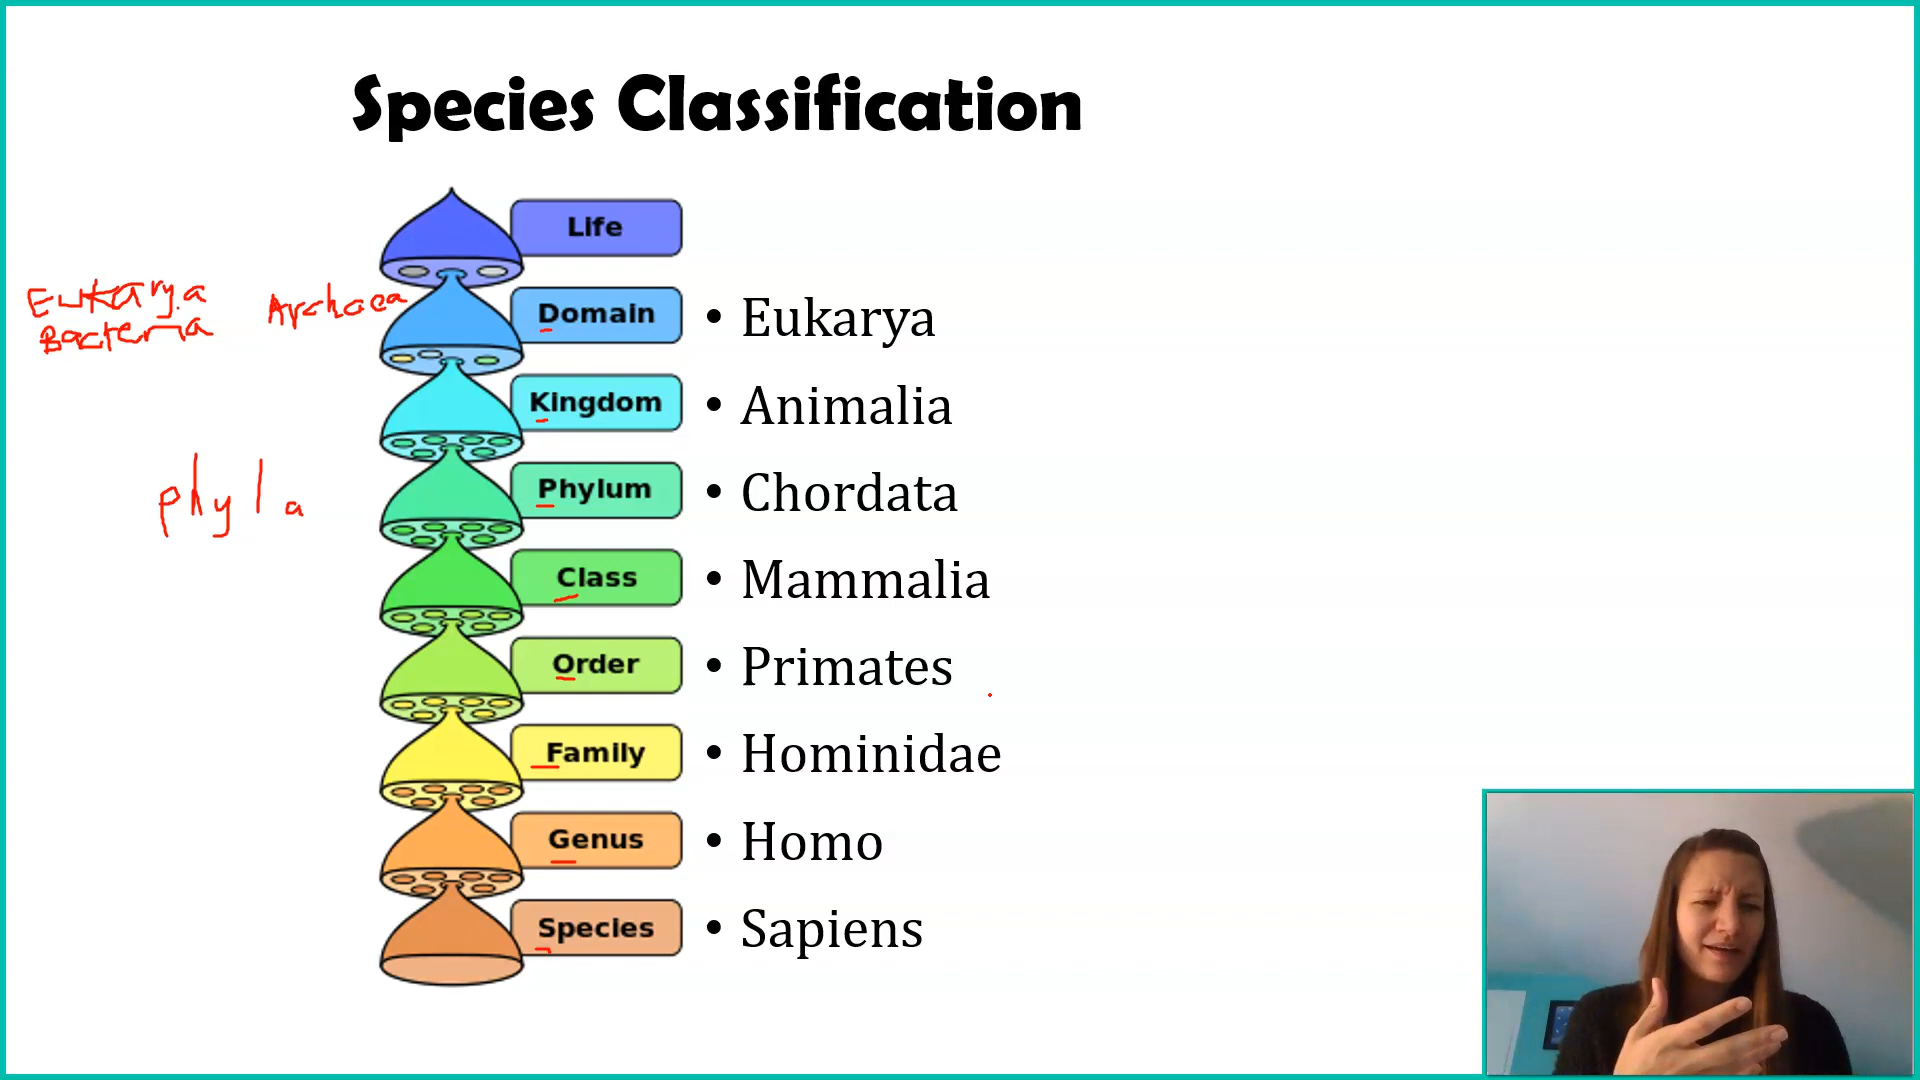 Species Classification
Life
Eukarya
Bacteria
Archaea
Domain
• Eukarya
Kingdom
• Animalia
phyla
Phylum
• Chordata
Class
• Mammalia
Order
• Primates
Family
• Hominidae
Genus
• Homo
Species
• Sapiens